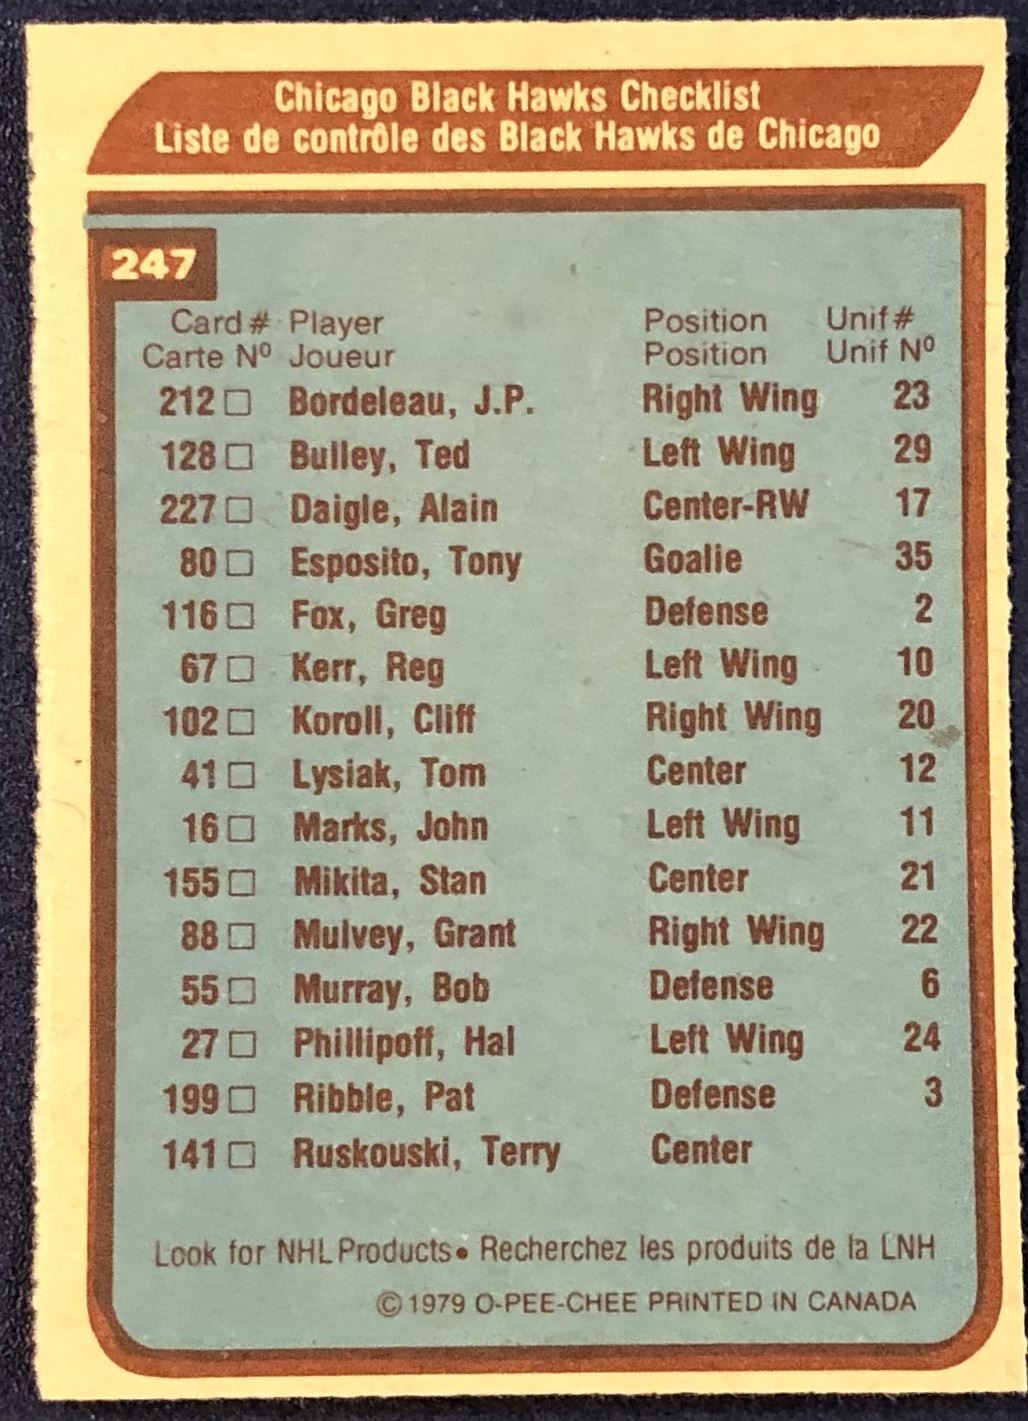 Chicago Black Hawks Checklist
Liste de contrôle des Black Hawks de Chicago
247
Card # Player Position Unif #
Carte Nº Joueur Position Unif Nº
212 □ Bordeleau, J.P. Right Wing 23
128 □ Bulley, Ted Left Wing 29
227 □ Daigle, Alain Center-RW 17
80 □ Esposito, Tony Goalie 35
116 □ Fox, Greg Defense 2
67 □ Kerr, Reg Left Wing 10
102 □ Koroll, Cliff Right Wing 20
41 □ Lysiak, Tom Center 12
16 □ Marks, John Left Wing 11
155 □ Mikita, Stan Center 21
88 □ Mulvey, Grant Right Wing 22
55 □ Murray, Bob Defense 6
27 □ Phillipoff, Hal Left Wing 24
199 □ Ribble, Pat Defense 3
141 □ Ruskouski, Terry Center
Look for NHL Products • Recherchez les produits de la LNH
© 1979 O-PEE-CHEE PRINTED IN CANADA